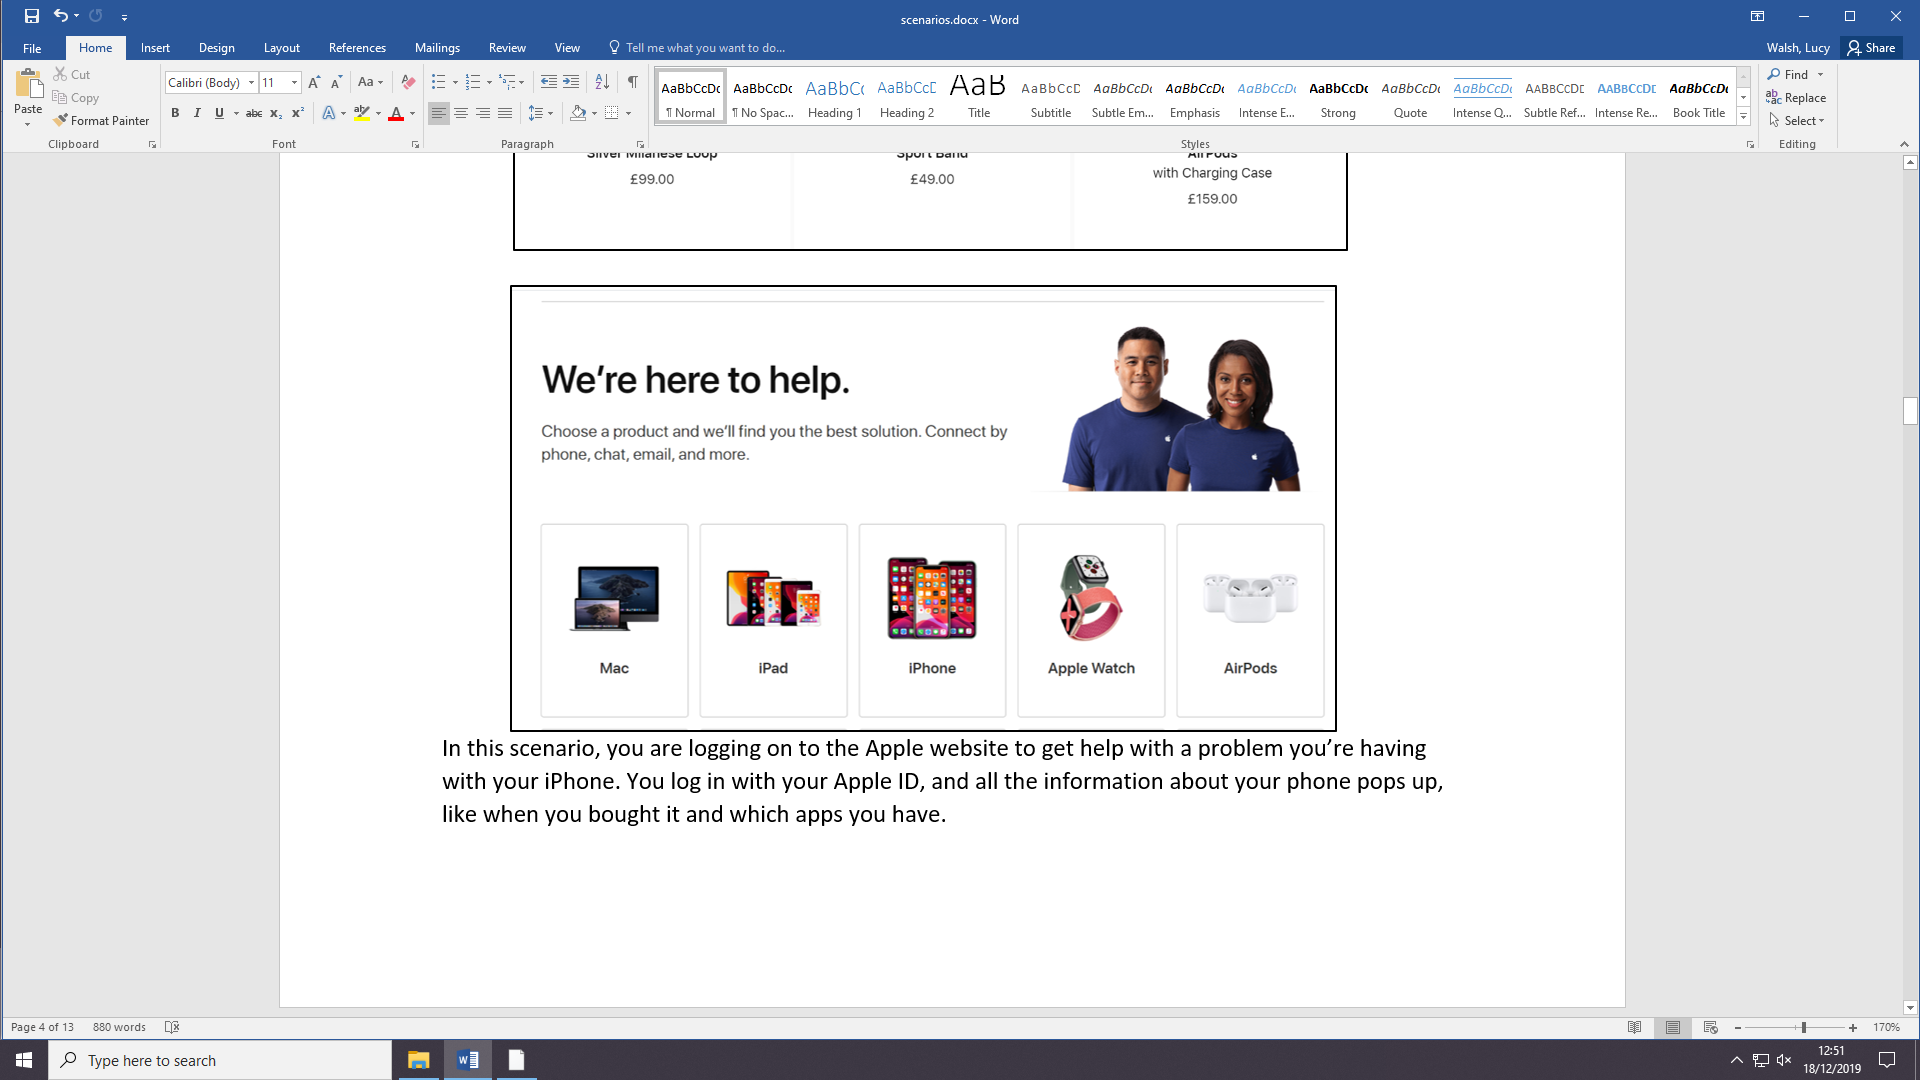 scenarios.docx - Word
File Home Insert Design Layout References Mailings Review View Tell me what you want to do... Walsh, Lucy Share
Paste Cut Copy Format Painter
Calibri (Body) 11 Aa
B I U abc X₂ X² A ab A
AaBbCcDc AaBbCcDc AaBbCc AaBbCcC AaB AaBbCcD AaBbCcDc AaBbCcDc AaBbCcDc AaBbCcDc AaBbCcDc AaBbCcDc AABBCCDE AABBCCDE AaBbCcDc
¶ Normal ¶ No Spac... Heading 1 Heading 2 Title Subtitle Subtle Em... Emphasis Intense E... Strong Quote Intense Q... Subtle Ref... Intense Re... Book Title
Find
Replace
Select
Clipboard Font Paragraph Styles Editing
Silver Milanese Loop Sport Band AirPods
with Charging Case
£99.00 £49.00 £159.00
We're here to help.
Choose a product and we'll find you the best solution. Connect by
phone, chat, email, and more.
Mac iPad iPhone Apple Watch AirPods
In this scenario, you are logging on to the Apple website to get help with a problem you’re having
with your iPhone. You log in with your Apple ID, and all the information about your phone pops up,
like when you bought it and which apps you have.
Page 4 of 13 880 words 170%
Type here to search
12:51
18/12/2019